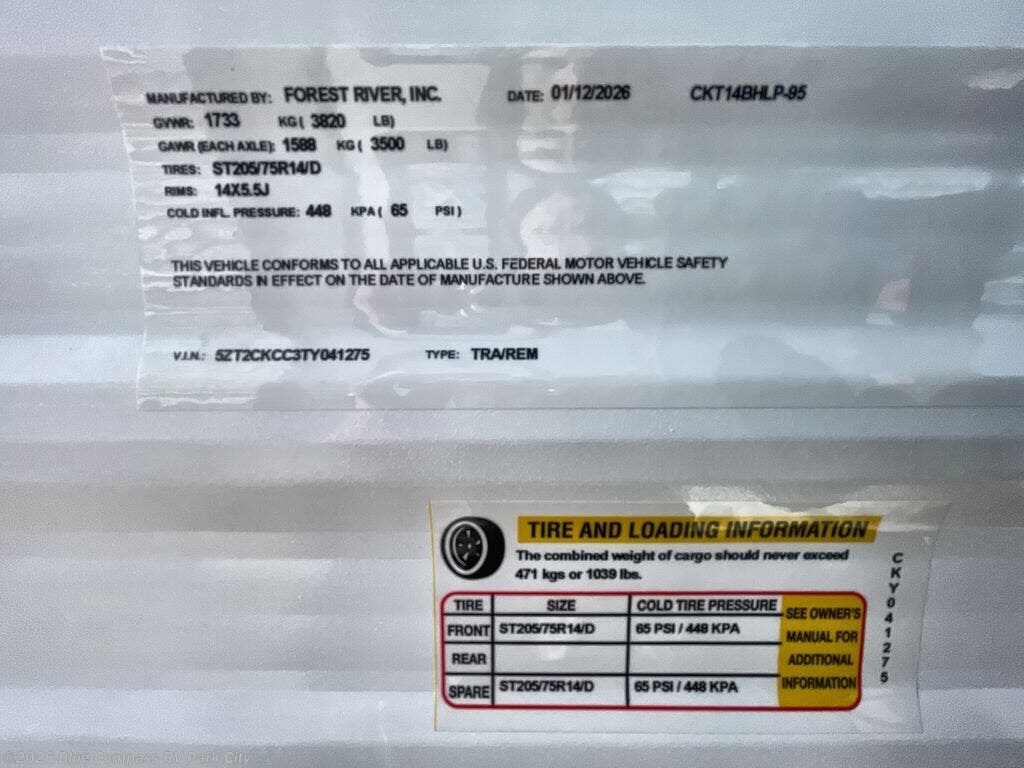 MANUFACTURED BY: FOREST RIVER, INC. DATE: 01/12/2026 CKT14BHLP-95
GVWR: 1733 KG ( 3820 LB)
GAWR (EACH AXLE): 1588 KG ( 3500 LB)
TIRES: ST205/75R14/D
RIMS: 14X5.5J
COLD INFL. PRESSURE: 448 KPA ( 65 PSI )
THIS VEHICLE CONFORMS TO ALL APPLICABLE U.S. FEDERAL MOTOR VEHICLE SAFETY
STANDARDS IN EFFECT ON THE DATE OF MANUFACTURE SHOWN ABOVE.
V.I.N.: 5ZT2CKCC3TY041275 TYPE: TRA/REM
TIRE AND LOADING INFORMATION
The combined weight of cargo should never exceed
471 kgs or 1039 lbs.
TIRE SIZE COLD TIRE PRESSURE SEE OWNER'S
FRONT ST205/75R14/D 65 PSI / 448 KPA MANUAL FOR
REAR ADDITIONAL
SPARE ST205/75R14/D 65 PSI / 448 KPA INFORMATION
CKY041275
©2026 Blue Compass RV Park City